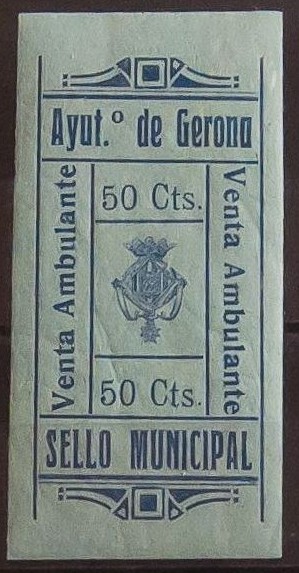 Ayut.º de Gerona
Venta Ambulante
50 Cts.
Venta Ambulante
50 Cts.
SELLO MUNICIPAL